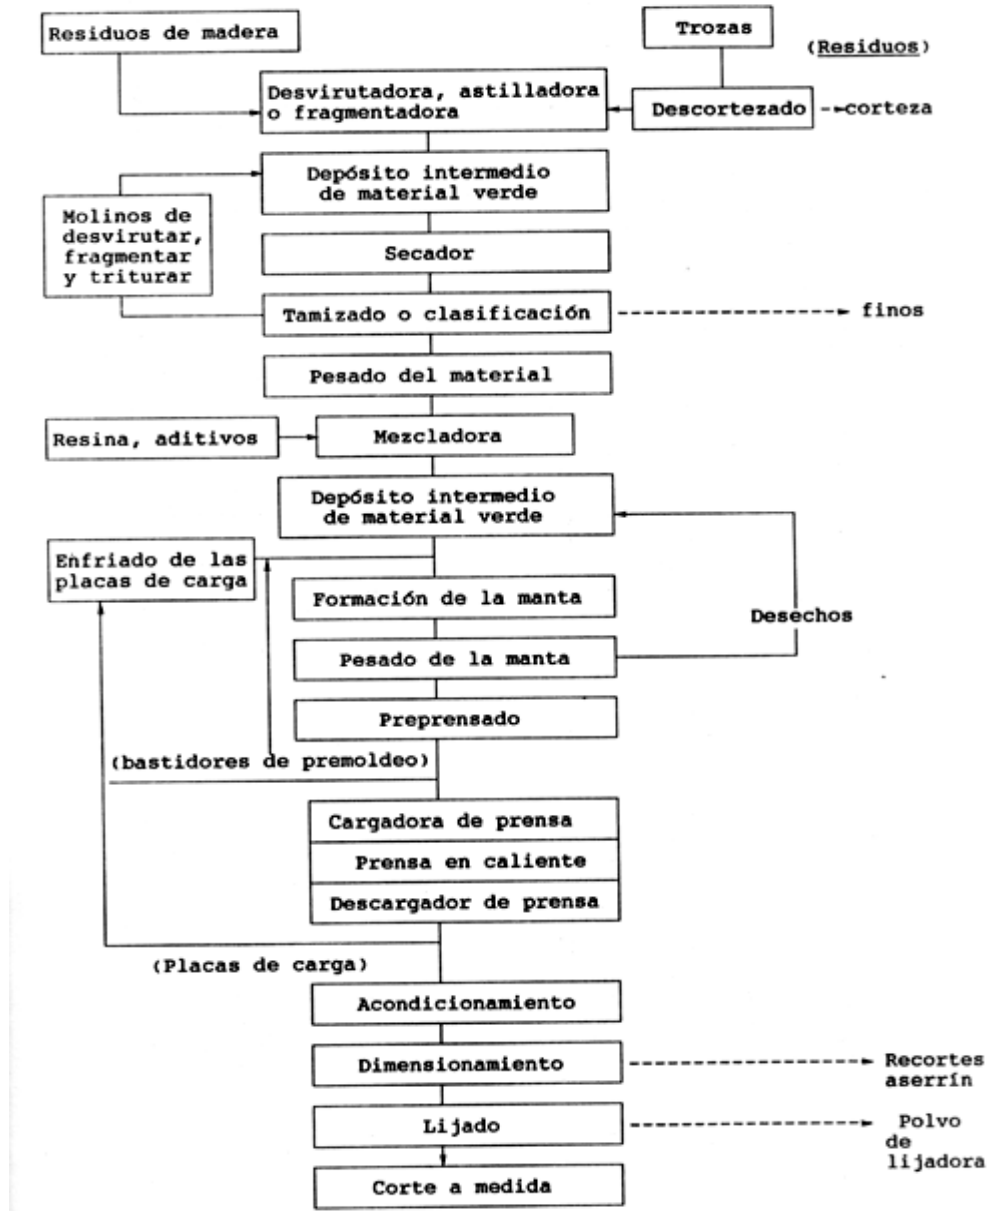 Residuos de madera
Trozas
(Residuos)
Desvirutadora, astilladora
o fragmentadora
Descortezado
corteza
Depósito intermedio
de material verde
Molinos de
desvirutar,
fragmentar
y triturar
Secador
Tamizado o clasificación
finos
Pesado del material
Resina, aditivos
Mezcladora
Depósito intermedio
de material verde
Enfriado de las
placas de carga
Formación de la manta
Desechos
Pesado de la manta
Preprensado
(bastidores de premoldeo)
Cargadora de prensa
Prensa en caliente
Descargador de prensa
(Placas de carga)
Acondicionamiento
Dimensionamiento
Recortes
aserrín
Lijado
Polvo
de
lijadora
Corte a medida